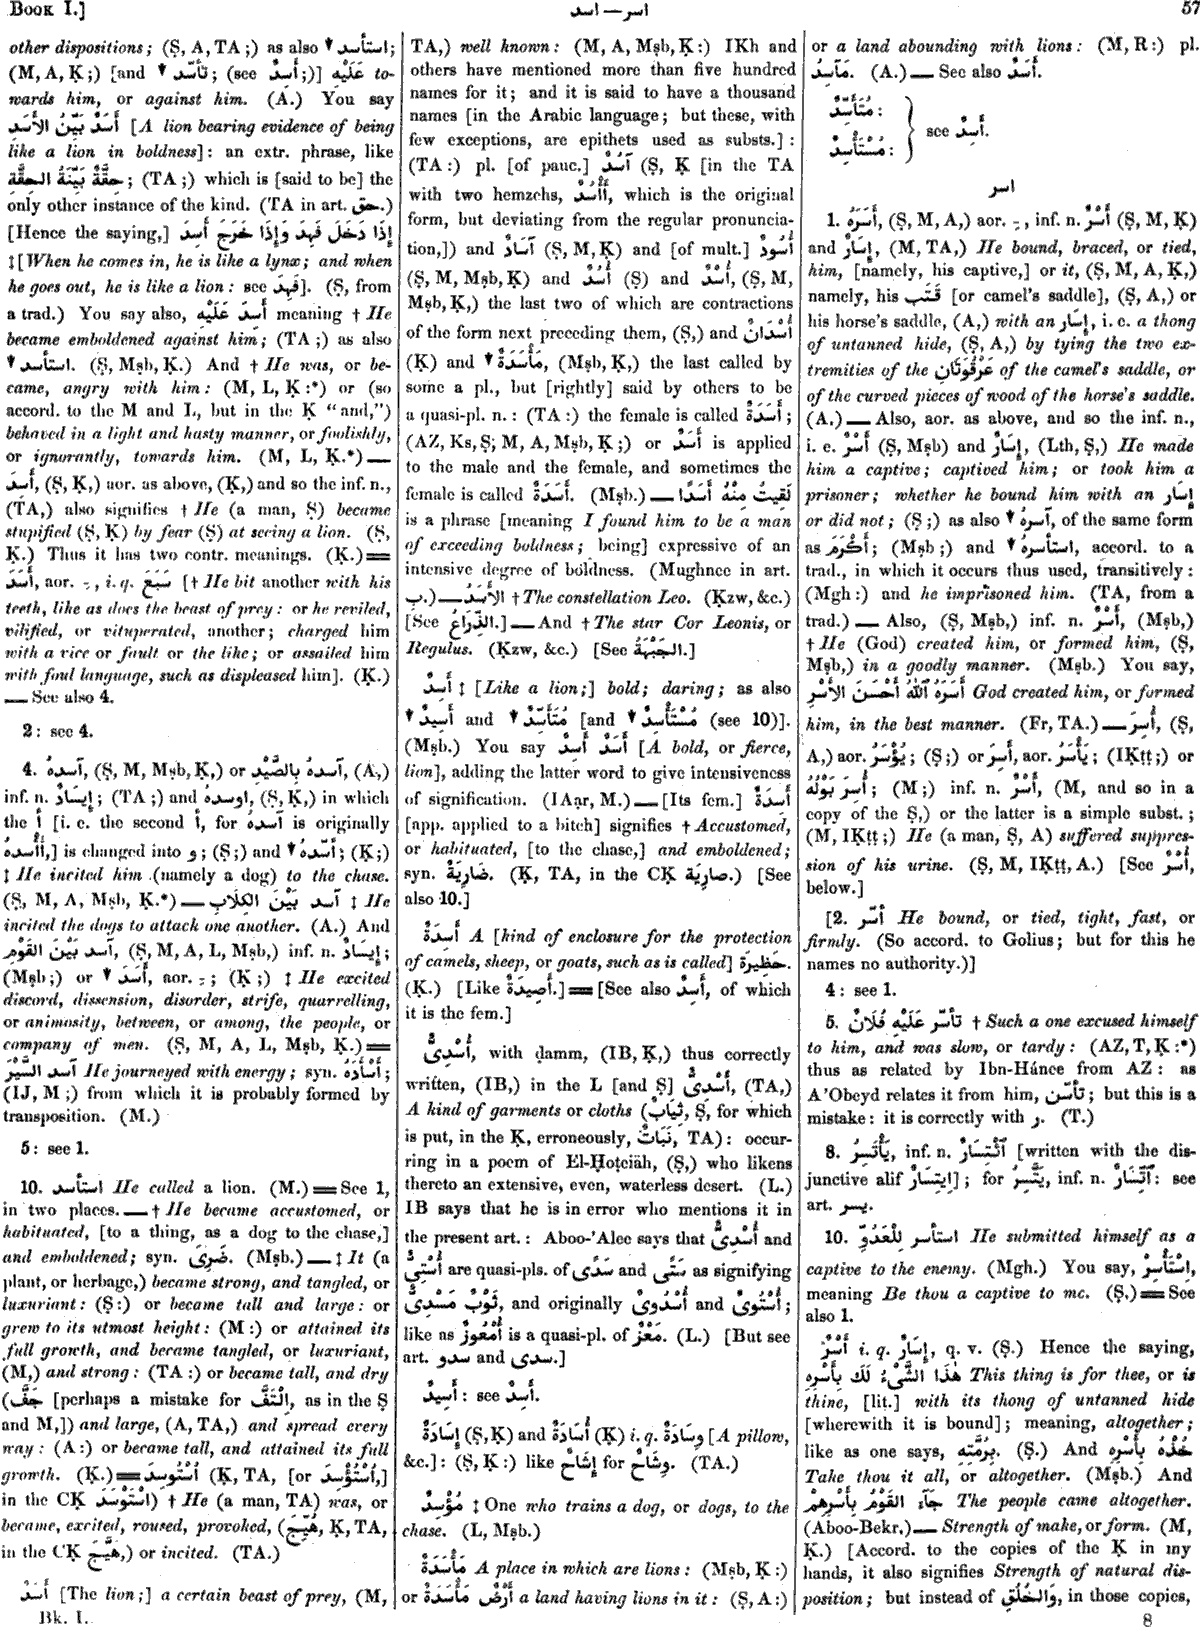 BOOK I.]
اسد — اسر
57
other dispositions; (Ṣ, A, TA;) as also ▼ استأسد;
(M, A, Ḳ;) [and ▼ تأسّد; (see أَسِدٌ;)] عَلَيْهِ to-
wards him, or against him. (A.) You say
أَسَدٌ بَيِّنُ الأَسَدِ [A lion bearing evidence of being
like a lion in boldness]: an extr. phrase, like
حِقَّةٌ بَيِّنَةُ الحِقَّةِ; (TA;) which is [said to be] the
only other instance of the kind. (TA in art. حق.)
[Hence the saying,] إِذَا دَخَلَ فَهِدَ وَإِذَا خَرَجَ أَسِدَ
‡ [When he comes in, he is like a lynx; and when
he goes out, he is like a lion: see فَهِدَ]. (Ṣ, from
a trad.) You say also, أَسِدَ عَلَيْهِ meaning † He
became emboldened against him; (TA;) as also
▼ استأسد. (Ṣ, Mṣb, Ḳ.) And † He was, or be-
came, angry with him: (M, L, Ḳ:*) or (so
accord. to the M and L, but in the Ḳ “and,”)
behaved in a light and hasty manner, or foolishly,
or ignorantly, towards him. (M, L, Ḳ.*) —
أَسِدَ, (Ṣ, Ḳ,) aor. as above, (Ḳ,) and so the inf. n.,
(TA,) also signifies † He (a man, Ṣ) became
stupified (Ṣ, Ḳ) by fear (Ṣ) at seeing a lion. (Ṣ,
Ḳ.) Thus it has two contr. meanings. (Ḳ.) ==
أَسَدَ, aor. ـِ, i. q. سَبَعَ [† He bit another with his
teeth, like as does the beast of prey: or he reviled,
vilified, or vituperated, another; charged him
with a vice or fault or the like; or assailed him
with foul language, such as displeased him]. (Ḳ.)
— See also 4.
2: see 4.
4. آسدهُ, (Ṣ, M, Mṣb, Ḳ,) or آسدهُ بِالصَّيْدِ, (A,)
inf. n. إِيسَادٌ; (TA;) and اوسدهُ, (Ṣ, Ḳ,) in which
the أ [i. e. the second أ, for آسدهُ is originally
أَأْسدهُ,] is changed into و; (Ṣ;) and ▼ أسّدهُ; (Ḳ;)
‡ He incited him (namely a dog) to the chase.
(Ṣ, M, A, Mṣb, Ḳ.*) — آسد بَيْنَ الكِلَابِ ‡ He
incited the dogs to attack one another. (A.) And
آسد بَيْنَ القَوْمِ, (Ṣ, M, A, L, Mṣb,) inf. n. إِيسَادٌ;
(Mṣb;) or ▼ أَسَدَ, aor. ـِ; (Ḳ;) ‡ He excited
discord, dissension, disorder, strife, quarrelling,
or animosity, between, or among, the people, or
company of men. (Ṣ, M, A, L, Mṣb, Ḳ.) ==
آسد السَّيْرَ He journeyed with energy; syn. أَسْأَدَهُ;
(IJ, M;) from which it is probably formed by
transposition. (M.)
5: see 1.
10. استأسد He called a lion. (M.) == See 1,
in two places. — † He became accustomed, or
habituated, [to a thing, as a dog to the chase,]
and emboldened; syn. ضَرِىَ. (Mṣb.) — ‡ It (a
plant, or herbage,) became strong, and tangled, or
luxuriant: (Ṣ:) or became tall and large: or
grew to its utmost height: (M:) or attained its
full growth, and became tangled, or luxuriant,
(M,) and strong: (TA:) or became tall, and dry
(جَفَّ [perhaps a mistake for الْتَفَّ, as in the Ṣ
and M,]) and large, (A, TA,) and spread every
way: (A:) or became tall, and attained its full
growth. (Ḳ.) == اُسْتُوسِدَ (Ḳ, TA, [or اُسْتُؤْسِدَ,]
in the CḲ اسْتَوْسَدَ) † He (a man, TA) was, or
became, excited, roused, provoked, (هُيِّجَ, Ḳ, TA,
in the CḲ هَيَّجَ,) or incited. (TA.)
أَسَدٌ [The lion;] a certain beast of prey, (M,
Bk. I.
TA,) well known: (M, A, Mṣb, Ḳ:) IKh and
others have mentioned more than five hundred
names for it; and it is said to have a thousand
names [in the Arabic language; but these, with
few exceptions, are epithets used as substs.]:
(TA:) pl. [of pauc.] آسُدٌ (Ṣ, Ḳ [in the TA
with two hemzehs, أَأْسُدٌ, which is the original
form, but deviating from the regular pronuncia-
tion,]) and آسَادٌ (Ṣ, M, Ḳ) and [of mult.] أُسُودٌ
(Ṣ, M, Mṣb, Ḳ) and أُسُدٌ (Ṣ) and أُسْدٌ, (Ṣ, M,
Mṣb, Ḳ,) the last two of which are contractions
of the form next preceding them, (Ṣ,) and أُسْدَانٌ
(Ḳ) and ▼ مَأْسَدَةٌ, (Mṣb, Ḳ,) the last called by
some a pl., but [rightly] said by others to be
a quasi-pl. n.: (TA:) the female is called أَسَدَةٌ;
(AZ, Ks, Ṣ, M, A, Mṣb, Ḳ;) or أَسَدٌ is applied
to the male and the female, and sometimes the
female is called أَسَدَةٌ. (Mṣb.) — لَقِيتُ مِنْهُ أَسَدًا
is a phrase [meaning I found him to be a man
of exceeding boldness; being] expressive of an
intensive degree of boldness. (Mughnee in art.
ب.) — الأَسَدُ † The constellation Leo. (Kzw, &c.)
[See الذِّرَاعُ.] — And † The star Cor Leonis, or
Regulus. (Kzw, &c.) [See الجَبْهَةُ.]
أَسِدٌ ‡ [Like a lion;] bold; daring; as also
▼ أَسِيدٌ and ▼ مُتَأَسِّدٌ [and ▼ مُسْتَأْسِدٌ (see 10)].
(Mṣb.) You say أَسَدٌ أَسِدٌ [A bold, or fierce,
lion], adding the latter word to give intensiveness
of signification. (IAạr, M.) — [Its fem.] أَسِدَةٌ
[app. applied to a bitch] signifies † Accustomed,
or habituated, [to the chase,] and emboldened;
syn. ضَارِيَةٌ. (Ḳ, TA, in the CḲ صارِيَة.) [See
also 10.]
أَسِدَةٌ A [kind of enclosure for the protection
of camels, sheep, or goats, such as is called] حَظِيرَة.
(Ḳ.) [Like أَصِيدَةٌ.] == [See also أَسِدٌ, of which
it is the fem.]
أُسْدِىٌّ, with ḍamm, (IB, Ḳ,) thus correctly
written, (IB,) in the L [and Ṣ] أُسْدِىٌّ, (TA,)
A kind of garments or cloths (ثِيَابٌ, Ṣ, for which
is put, in the Ḳ, erroneously, نَبَاتٌ, TA): occur-
ring in a poem of El-Ḥoṭeiäh, (Ṣ,) who likens
thereto an extensive, even, waterless desert. (L.)
IB says that he is in error who mentions it in
the present art.: Aboo-'Alee says that أُسْدِىٌّ and
أُسْتِىٌّ are quasi-pls. of سَدًى and سَتًى as signifying
ثَوْبٌ مَسْدِىٌّ, and originally أُسْدُوىٌ and أُسْتُوىٌ;
like as أُمْعُوزٌ is a quasi-pl. of مَعْزٌ. (L.) [But see
art. سدو and سدى.]
أَسِيدٌ: see أَسِدٌ.
إِسَادَةٌ (Ṣ, Ḳ) and أُسَادَةٌ (Ḳ) i. q. وِسَادَةٌ [A pillow,
&c.]: (Ṣ, Ḳ:) like إِشَاحٌ for وِشَاحٌ. (TA.)
مُؤْسِدٌ ‡ One who trains a dog, or dogs, to the
chase. (L, Mṣb.)
مَأْسَدَةٌ A place in which are lions: (Mṣb, Ḳ:)
or أَرْضٌ مَأْسَدَةٌ a land having lions in it: (Ṣ, A:)
or a land abounding with lions: (M, R:) pl.
مَآسِدُ. (A.) — See also أَسَدٌ.
مُتَأَسِّدٌ:
مُسْتَأْسِدٌ:
see أَسِدٌ.
اسر
1. أَسَرَهُ, (Ṣ, M, A,) aor. ـِ, inf. n. أَسْرٌ (Ṣ, M, Ḳ)
and إِسَارٌ, (M, TA,) He bound, braced, or tied,
him, [namely, his captive,] or it, (Ṣ, M, A, Ḳ,)
namely, his قَتَب [or camel's saddle], (Ṣ, A,) or
his horse's saddle, (A,) with an إِسَار, i. e. a thong
of untanned hide, (Ṣ, A,) by tying the two ex-
tremities of the عَرْقُوَتَانِ of the camel's saddle, or
of the curved pieces of wood of the horse's saddle.
(A.) — Also, aor. as above, and so the inf. n.,
i. e. أَسْرٌ (Ṣ, Mṣb) and إِسَارٌ, (Lth, Ṣ,) He made
him a captive; captived him; or took him a
prisoner; whether he bound him with an إِسَار
or did not; (Ṣ;) as also ▼ آسرهُ, of the same form
as أَكْرَمَ; (Mṣb;) and ▼ استأسرهُ, accord. to a
trad., in which it occurs thus used, transitively:
(Mgh:) and he imprisoned him. (TA, from a
trad.) — Also, (Ṣ, Mṣb,) inf. n. أَسْرٌ, (Mṣb,)
† He (God) created him, or formed him, (Ṣ,
Mṣb,) in a goodly manner. (Mṣb.) You say,
أَسَرَهُ ٱللّٰهُ أَحْسَنَ الأَسْرِ God created him, or formed
him, in the best manner. (Fr, TA.) — أُسِرَ, (Ṣ,
A,) aor. يُؤْسَرُ; (Ṣ;) or أَسِرَ, aor. يَأْسَرُ; (IḲṭṭ;) or
أُسِرَ بَوْلُهُ; (M;) inf. n. أُسْرٌ, (M, and so in a
copy of the Ṣ,) or the latter is a simple subst.;
(M, IḲṭṭ;) He (a man, Ṣ, A) suffered suppres-
sion of his urine. (Ṣ, M, IḲṭṭ, A.) [See أُسْرٌ,
below.]
[2. أسّر He bound, or tied, tight, fast, or
firmly. (So accord. to Golius; but for this he
names no authority.)]
4: see 1.
5. تأسّر عَلَيْهِ فُلَانٌ † Such a one excused himself
to him, and was slow, or tardy: (AZ, T, Ḳ:*)
thus as related by Ibn-Hánee from AZ: as
A'Obeyd relates it from him, تأسّن; but this is a
mistake: it is correctly with ر. (T.)
8. يَأْتَسِرُ, inf. n. ٱئْتِسَارٌ [written with the dis-
junctive alif اِيتِسَارٌ]; for يَتَّسِرُ, inf. n. ٱتِّسَارٌ: see
art. يسر.
10. استأسر لِلْعَدُوِّ He submitted himself as a
captive to the enemy. (Mgh.) You say, اِسْتَأْسِرْ,
meaning Be thou a captive to me. (Ṣ.) == See
also 1.
أَسْرٌ i. q. إِسَارٌ, q. v. (Ṣ.) Hence the saying,
هٰذَا الشَّىْءُ لَكَ بِأَسْرِهِ This thing is for thee, or is
thine, [lit.] with its thong of untanned hide
[wherewith it is bound]; meaning, altogether;
like as one says, بِرُمَّتِهِ. (Ṣ.) And خُذْهُ بِأَسْرِهِ
Take thou it all, or altogether. (Mṣb.) And
جَآءَ القَوْمُ بِأَسْرِهِمْ The people came altogether.
(Aboo-Bekr.) — Strength of make, or form. (M,
Ḳ.) [Accord. to the copies of the Ḳ in my
hands, it also signifies Strength of natural dis-
position; but instead of وَالخُلُقِ, in those copies,
8